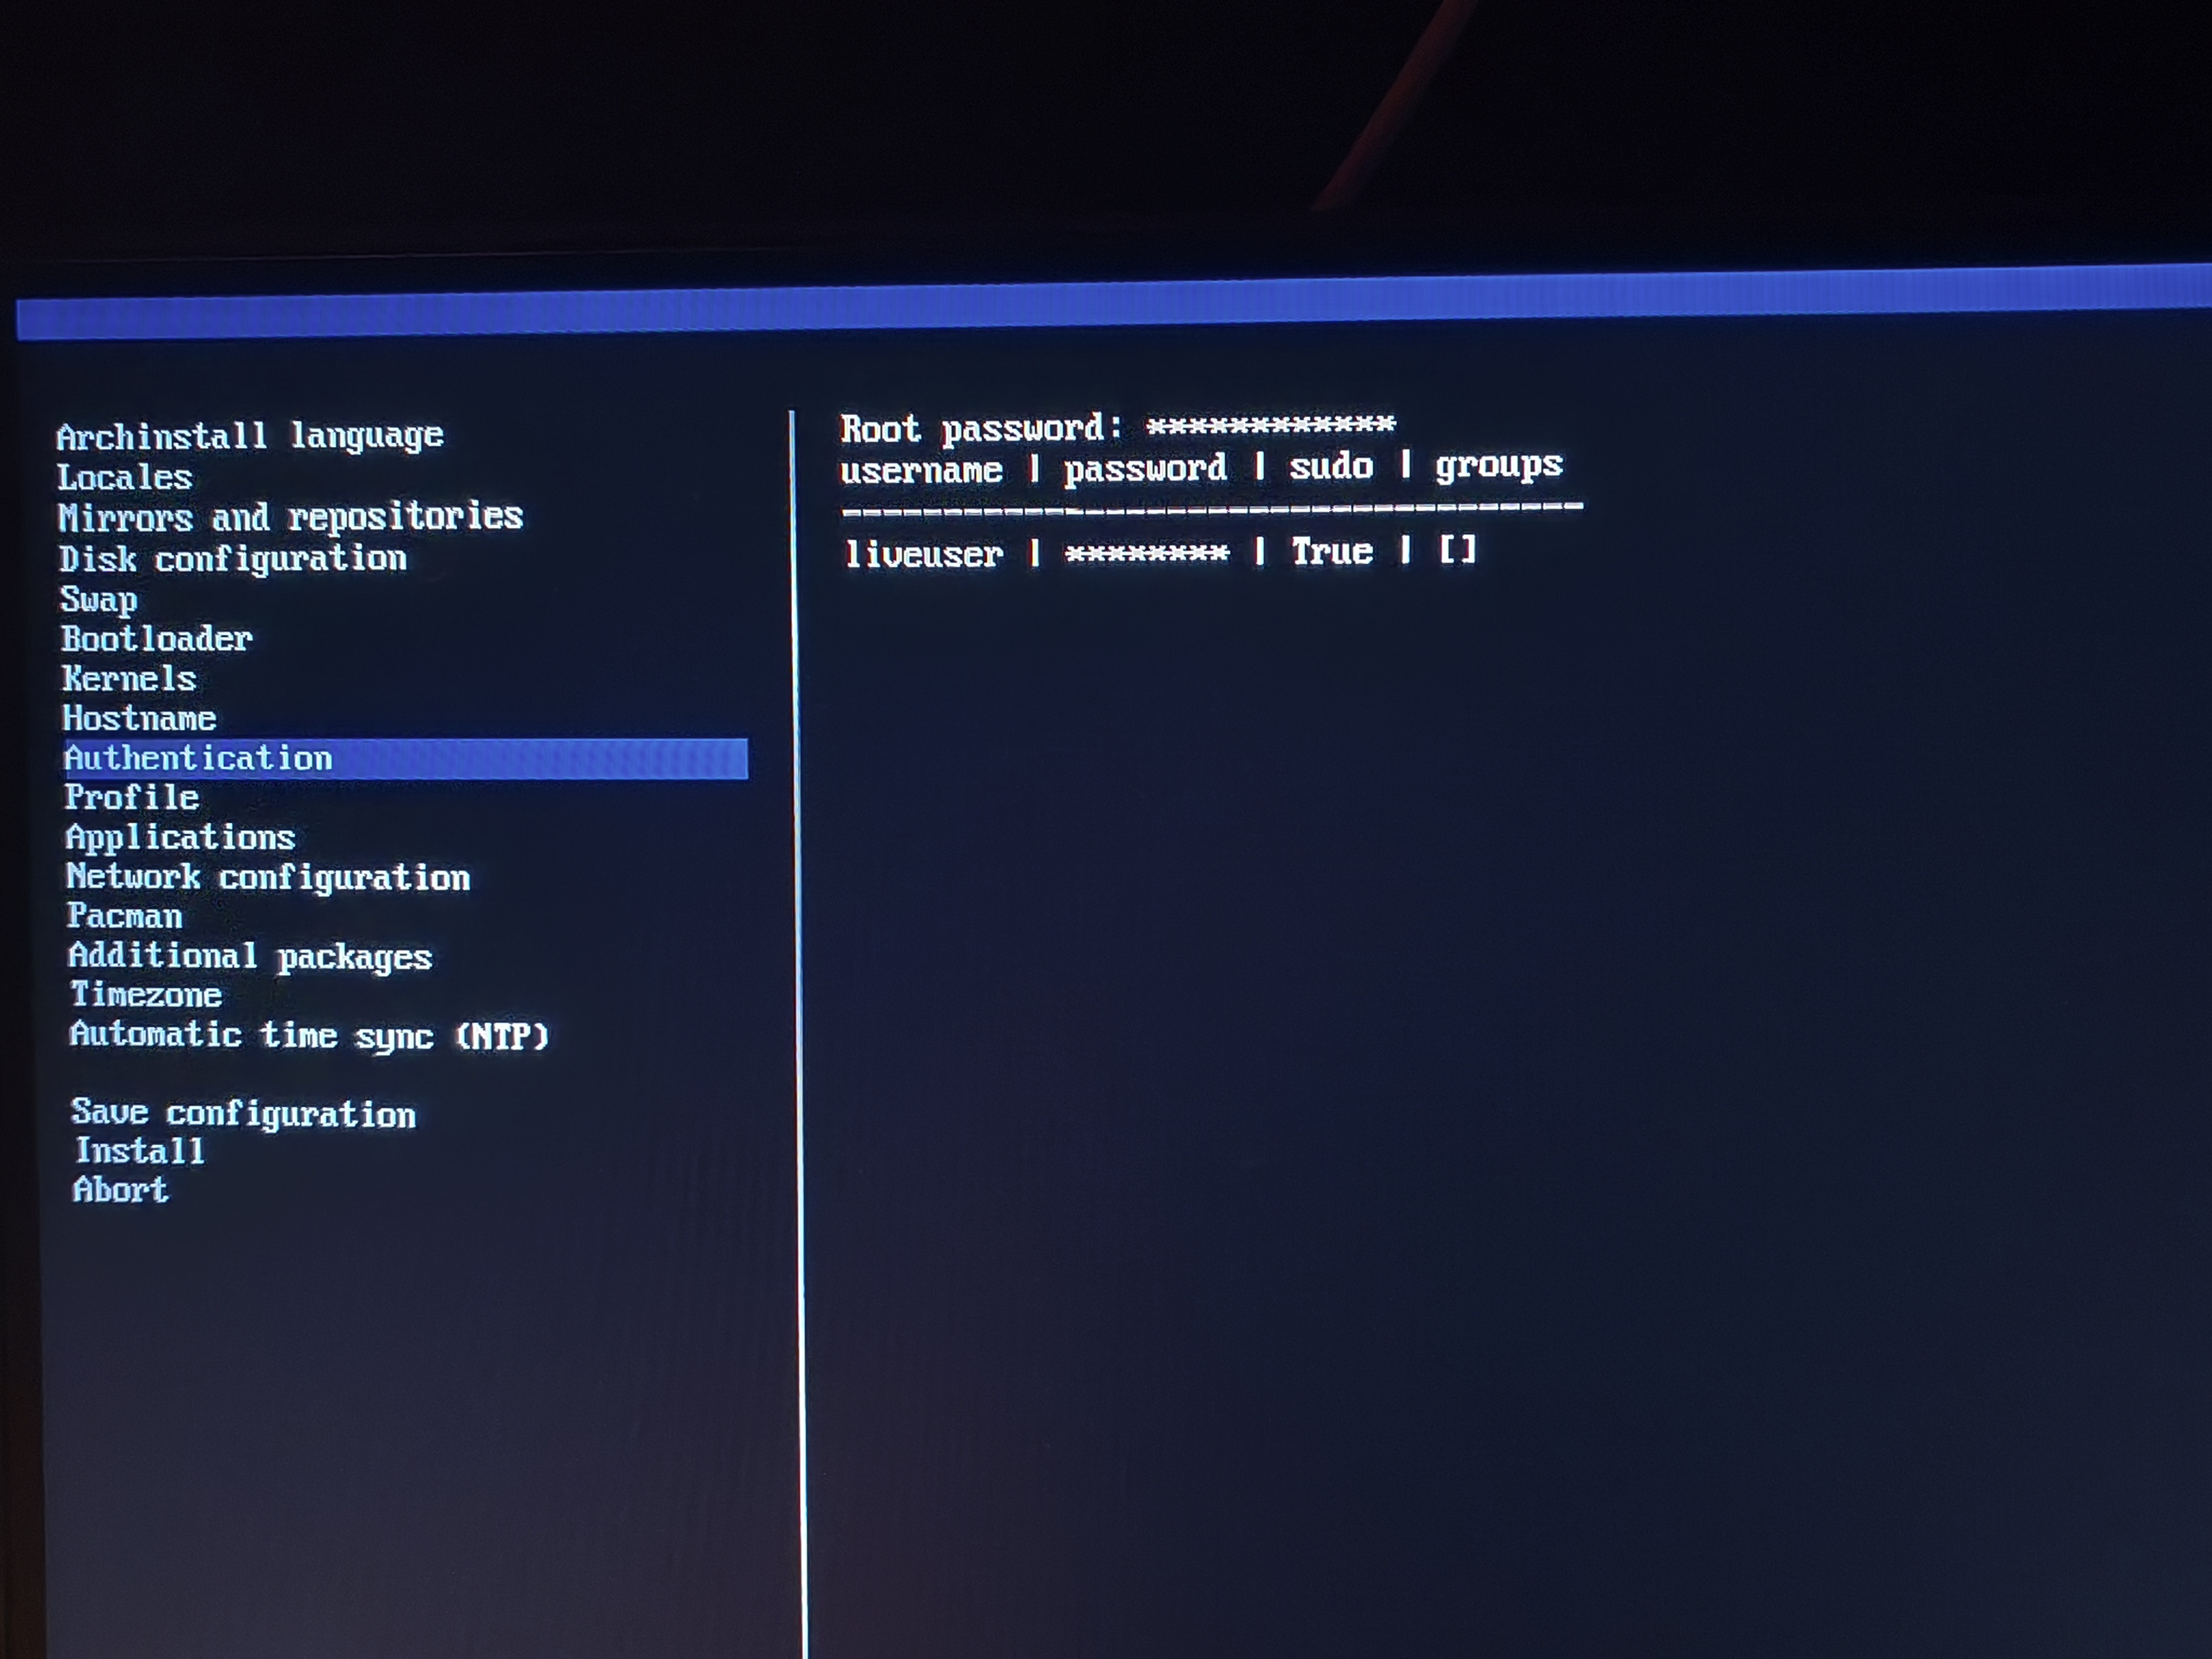 Archinstall language
Locales
Mirrors and repositories
Disk configuration
Swap
Bootloader
Kernels
Hostname
Authentication
Profile
Applications
Network configuration
Pacman
Additional packages
Timezone
Automatic time sync (NTP)
Save configuration
Install
Abort
Root password: *************
username | password | sudo | groups
---------------------------------------
liveuser | ******** | True | []